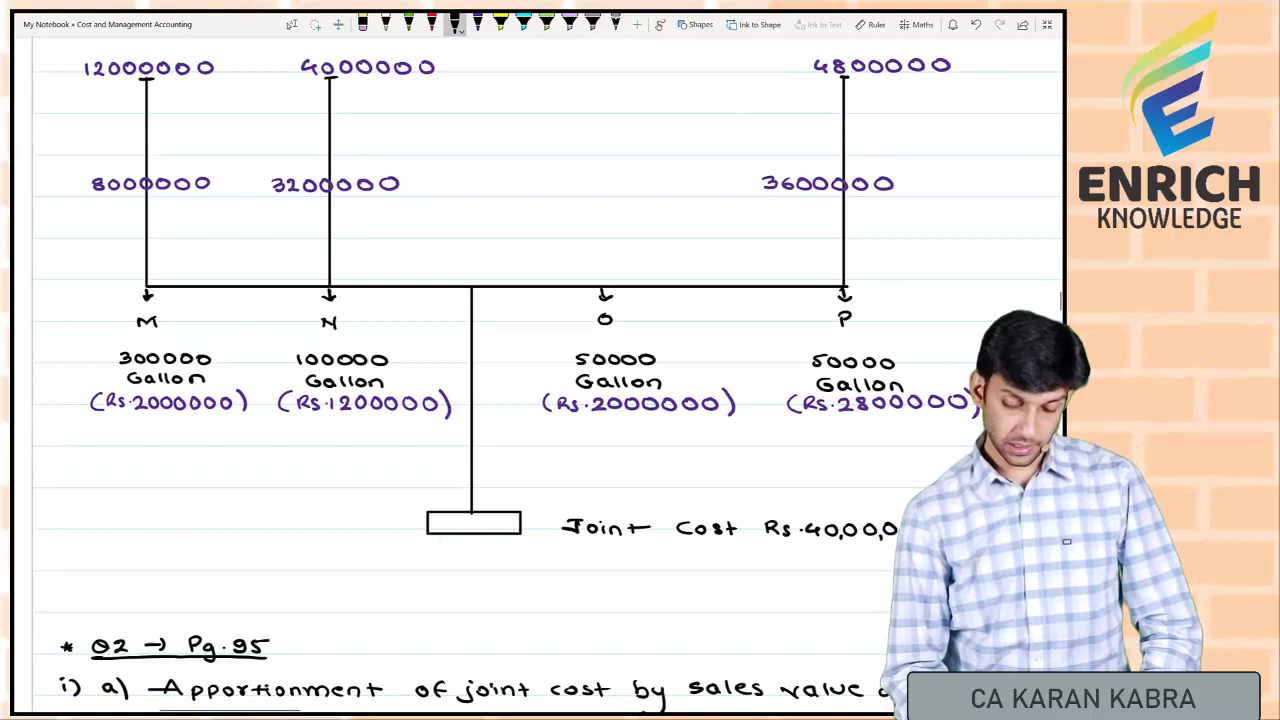 My Notebook » Cost and Management Accounting
Shapes
Ink to Shape
Ink to Text
Ruler
Maths
12000000 4000000 4800000
8000000 3200000 3600000
M N O P
300000 100000 50000 50000
Gallon Gallon Gallon Gallon
(Rs.2000000) (Rs.1200000) (Rs.2000000) (Rs.2800000)
Joint Cost Rs.40,00,0
* Q2 → Pg.95
i) a) Apportionment of joint cost by sales value
ENRICH
KNOWLEDGE
CA KARAN KABRA